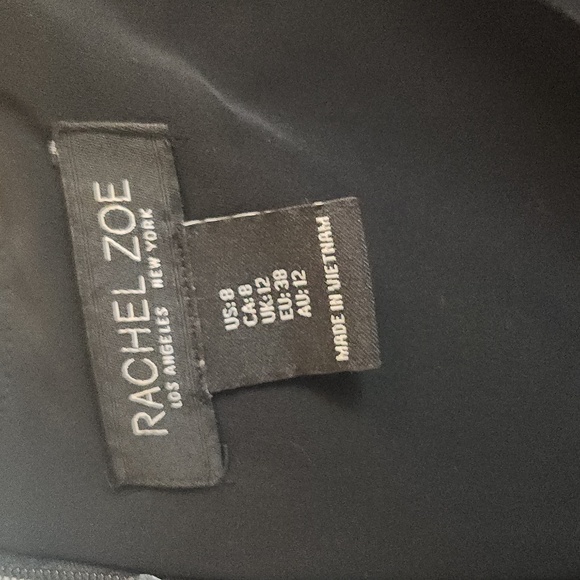 RACHEL ZOE
LOS ANGELES NEW YORK
US: 8
CA: 8
UK: 12
EU: 38
AU: 12
MADE IN VIETNAM